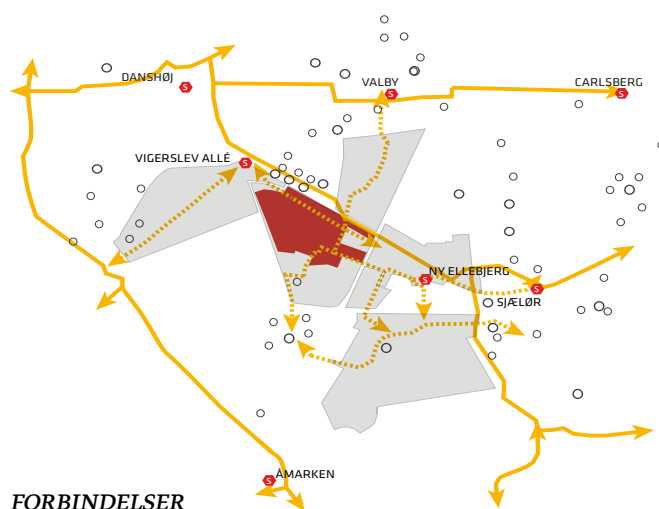 DANSHØJ
VALBY
CARLSBERG
S
S
S
VIGERSLEV ALLÉ
S
NY ELLEBJERG
S
S
SJÆLØR
S
ÅMARKEN
FORBINDELSER